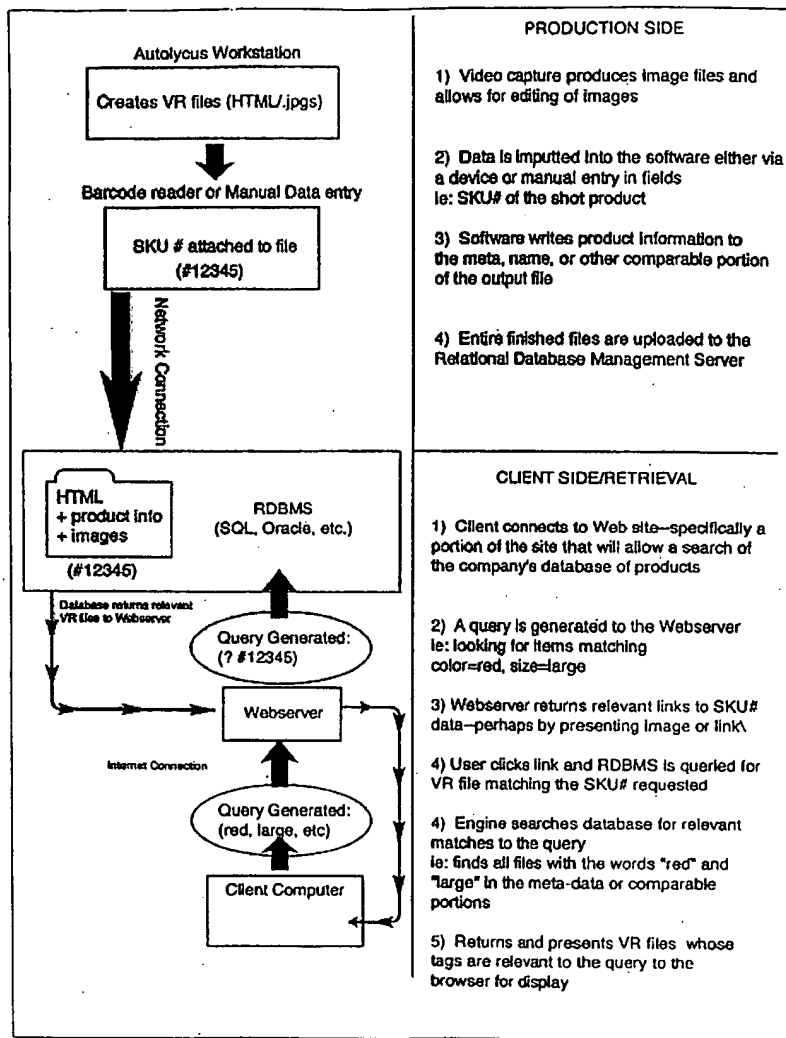 Autolycus Workstation
Creates VR files (HTML/.jpgs)
Barcode reader or Manual Data entry
SKU # attached to file
(#12345)
Network Connection
HTML
+ product info
+ images
(#12345)
RDBMS
(SQL, Oracle, etc.)
Database returns relevant
VR files to Webserver
Query Generated:
(? #12345)
Webserver
Internet Connection
Query Generated:
(red, large, etc)
Client Computer
PRODUCTION SIDE
1) Video capture produces image files and
allows for editing of images
2) Data is imputted into the software either via
a device or manual entry in fields
ie: SKU# of the shot product
3) Software writes product information to
the meta, name, or other comparable portion
of the output file
4) Entire finished files are uploaded to the
Relational Database Management Server
CLIENT SIDE/RETRIEVAL
1) Client connects to Web site--specifically a
portion of the site that will allow a search of
the company's database of products
2) A query is generated to the Webserver
ie: looking for items matching
color=red, size=large
3) Webserver returns relevant links to SKU#
data--perhaps by presenting image or link\
4) User clicks link and RDBMS is queried for
VR file matching the SKU# requested
4) Engine searches database for relevant
matches to the query
ie: finds all files with the words "red" and
"large" in the meta-data or comparable
portions
5) Returns and presents VR files whose
tags are relevant to the query to the
browser for display